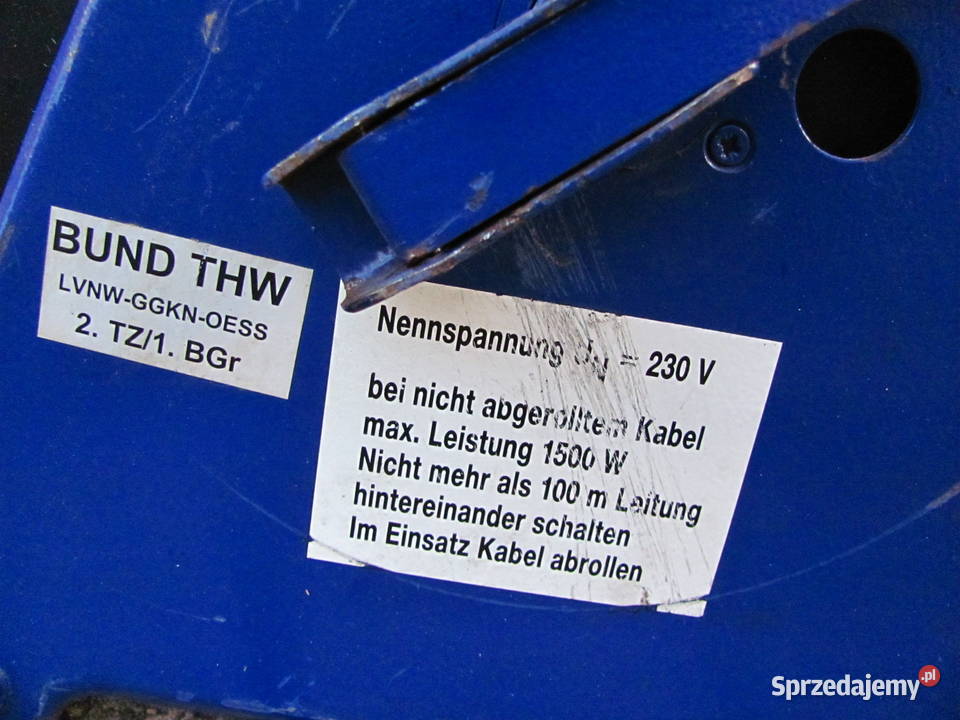 BUND THW
LVNW-GGKN-OESS
2. TZ/1. BGr
Nennspannung = 230 V
bei nicht abgerolltem Kabel
max. Leistung 1500 W
Nicht mehr als 100 m Leitung
hintereinander schalten
Im Einsatz Kabel abrollen
Sprzedajemy.pl